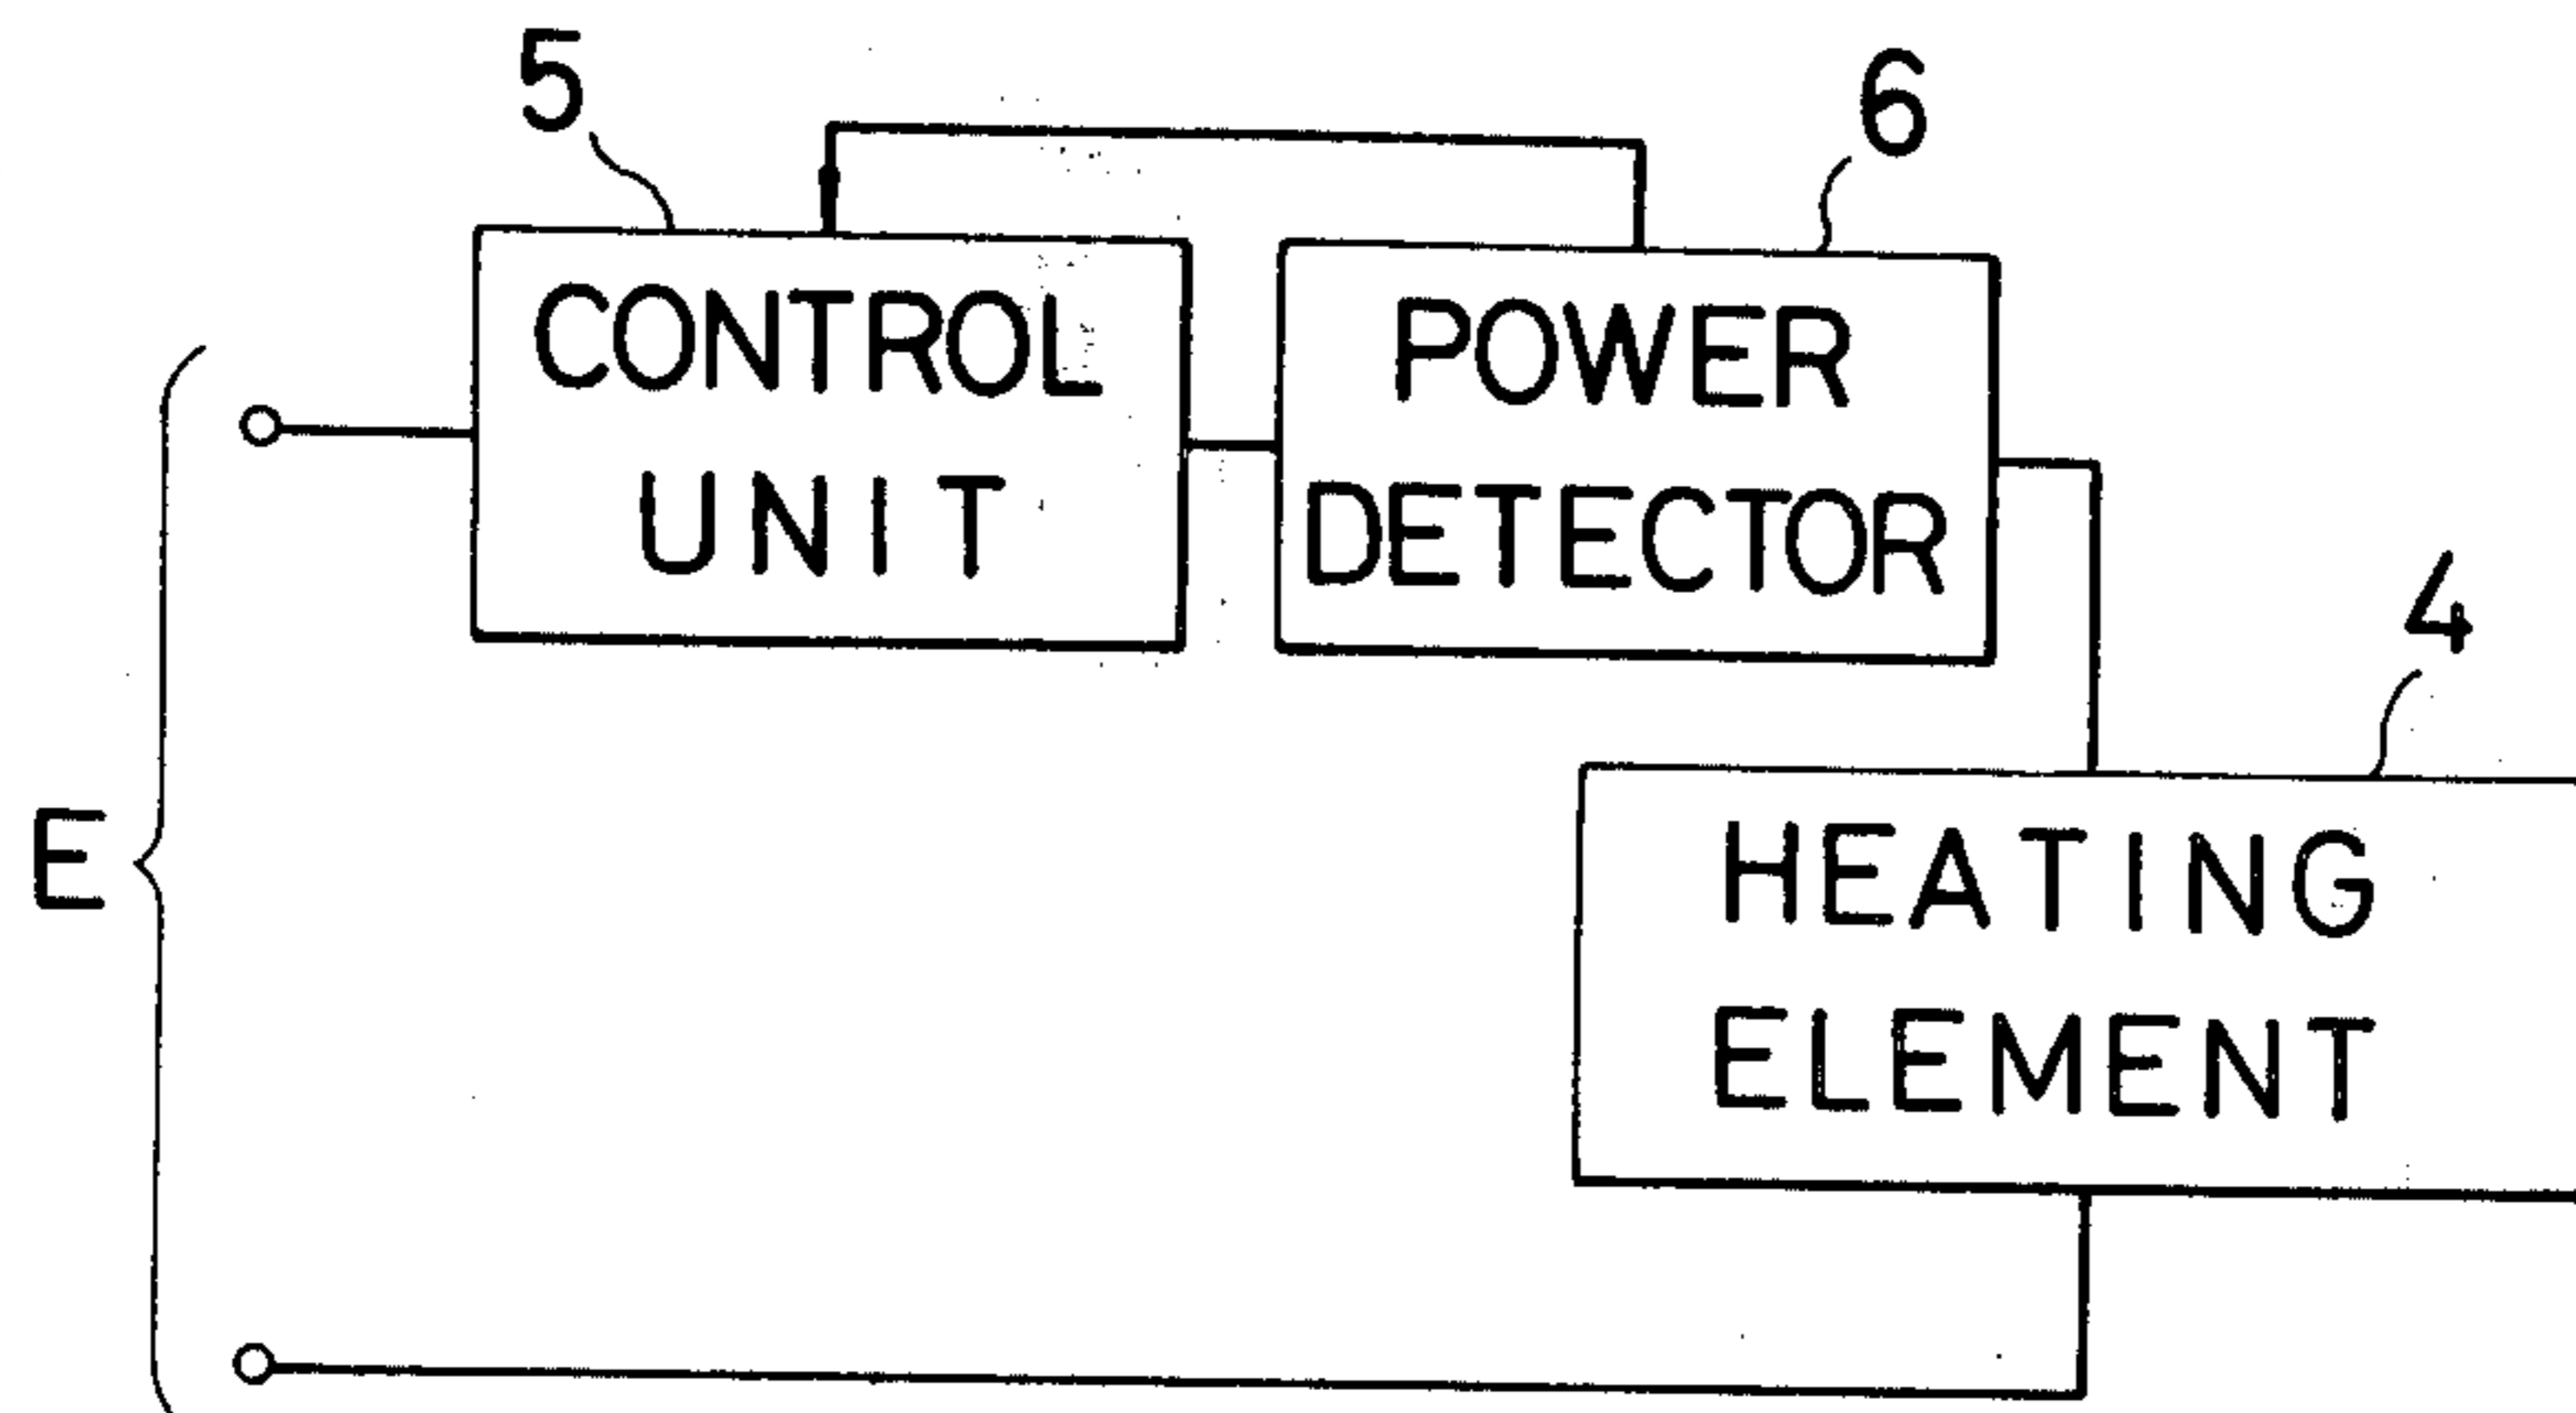 5
6
CONTROL
UNIT
POWER
DETECTOR
4
E
HEATING
ELEMENT